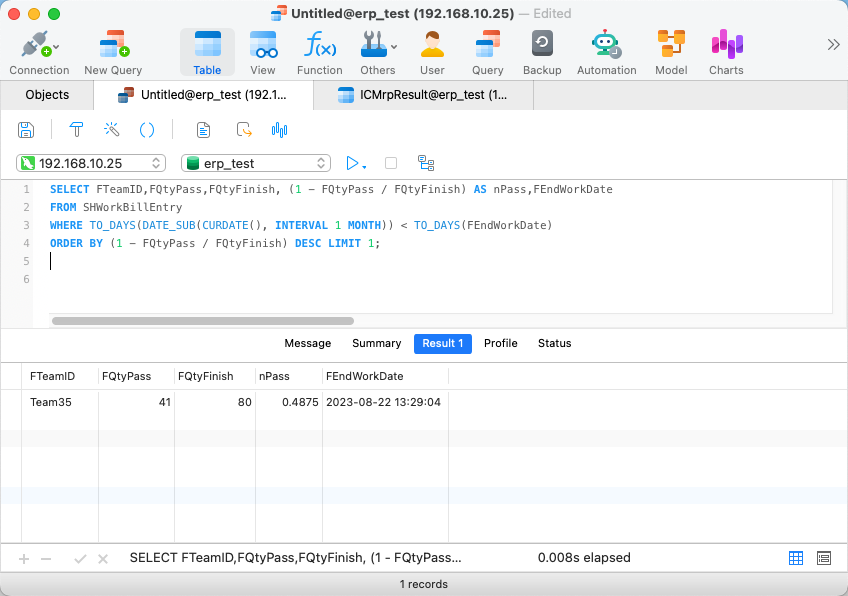 Untitled@erp_test (192.168.10.25) — Edited
Connection New Query Table View Function Others User Query Backup Automation Model Charts
Objects Untitled@erp_test (192.1... ICMrpResult@erp_test (1...
192.168.10.25 erp_test
1 SELECT FTeamID,FQtyPass,FQtyFinish, (1 - FQtyPass / FQtyFinish) AS nPass,FEndWorkDate
2 FROM SHWorkBillEntry
3 WHERE TO_DAYS(DATE_SUB(CURDATE(), INTERVAL 1 MONTH)) < TO_DAYS(FEndWorkDate)
4 ORDER BY (1 - FQtyPass / FQtyFinish) DESC LIMIT 1;
5
6
Message Summary Result 1 Profile Status
FTeamID FQtyPass FQtyFinish nPass FEndWorkDate
Team35 41 80 0.4875 2023-08-22 13:29:04
SELECT FTeamID,FQtyPass,FQtyFinish, (1 - FQtyPass... 0.008s elapsed
1 records